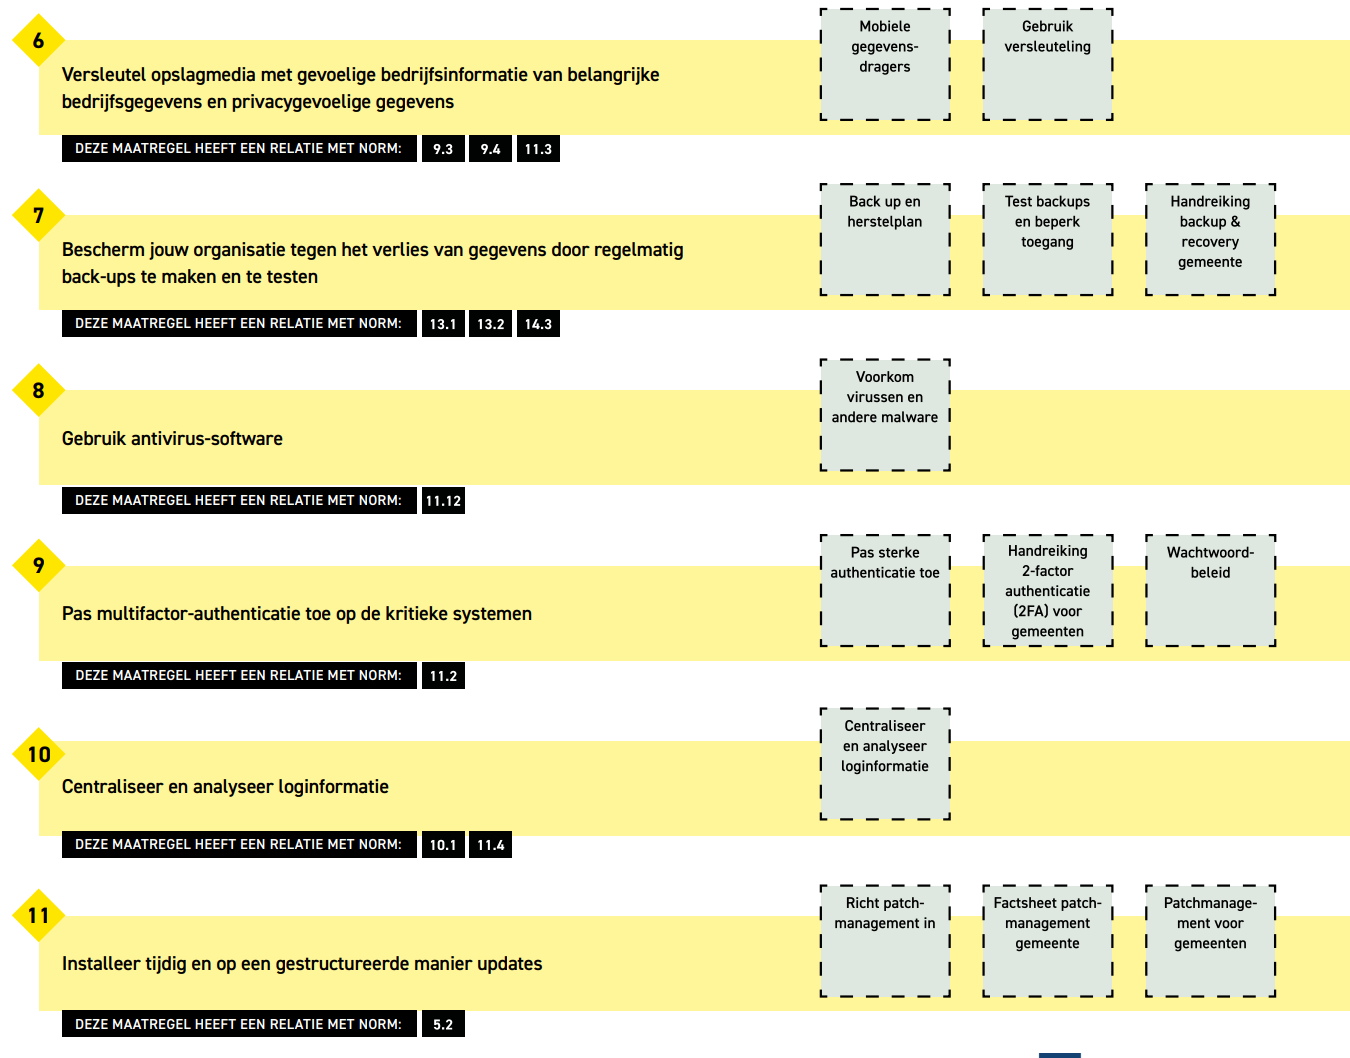 6
Versleutel opslagmedia met gevoelige bedrijfsinformatie van belangrijke
bedrijfsgegevens en privacygevoelige gegevens
Mobiele
gegevens-
dragers
Gebruik
versleuteling
DEZE MAATREGEL HEEFT EEN RELATIE MET NORM: 9.3 9.4 11.3
7
Bescherm jouw organisatie tegen het verlies van gegevens door regelmatig
back-ups te maken en te testen
Back up en
herstelplan
Test backups
en beperk
toegang
Handreiking
backup &
recovery
gemeente
DEZE MAATREGEL HEEFT EEN RELATIE MET NORM: 13.1 13.2 14.3
8
Gebruik antivirus-software
Voorkom
virussen en
andere malware
DEZE MAATREGEL HEEFT EEN RELATIE MET NORM: 11.12
9
Pas multifactor-authenticatie toe op de kritieke systemen
Pas sterke
authenticatie toe
Handreiking
2-factor
authenticatie
(2FA) voor
gemeenten
Wachtwoord-
beleid
DEZE MAATREGEL HEEFT EEN RELATIE MET NORM: 11.2
10
Centraliseer en analyseer loginformatie
Centraliseer
en analyseer
loginformatie
DEZE MAATREGEL HEEFT EEN RELATIE MET NORM: 10.1 11.4
11
Installeer tijdig en op een gestructureerde manier updates
Richt patch-
management in
Factsheet patch-
management
gemeente
Patchmanage-
ment voor
gemeenten
DEZE MAATREGEL HEEFT EEN RELATIE MET NORM: 5.2